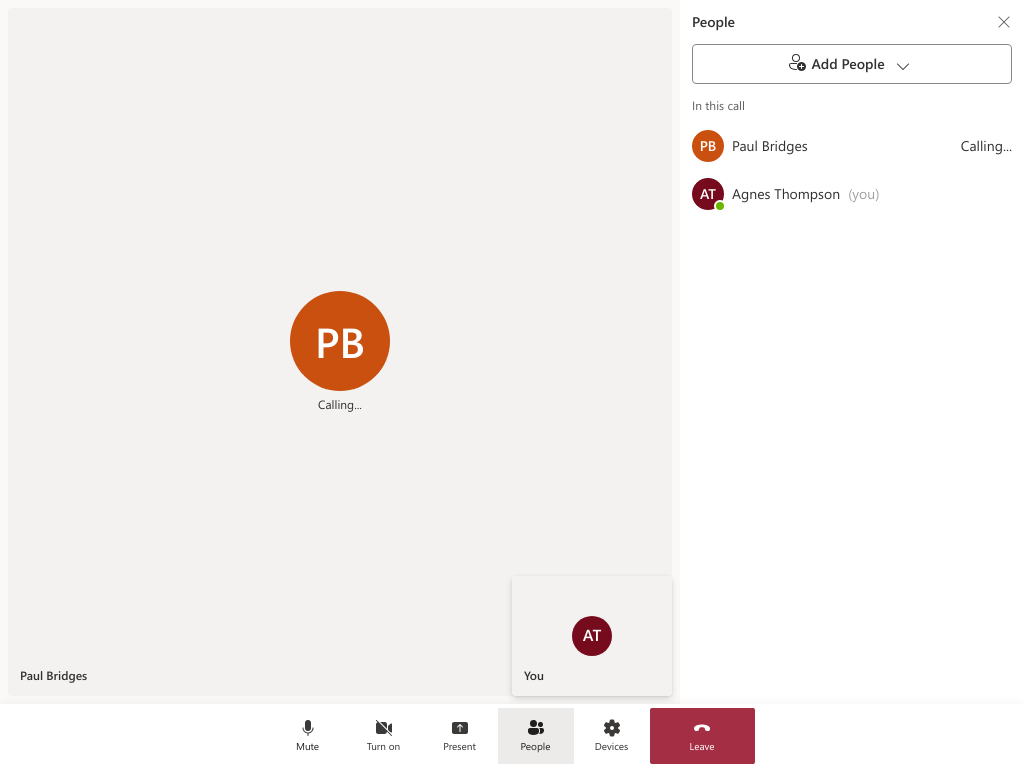 PB
Calling...
Paul Bridges
AT
You
People
Add People
In this call
PB Paul Bridges Calling...
AT Agnes Thompson (you)
Mute
Turn on
Present
People
Devices
Leave